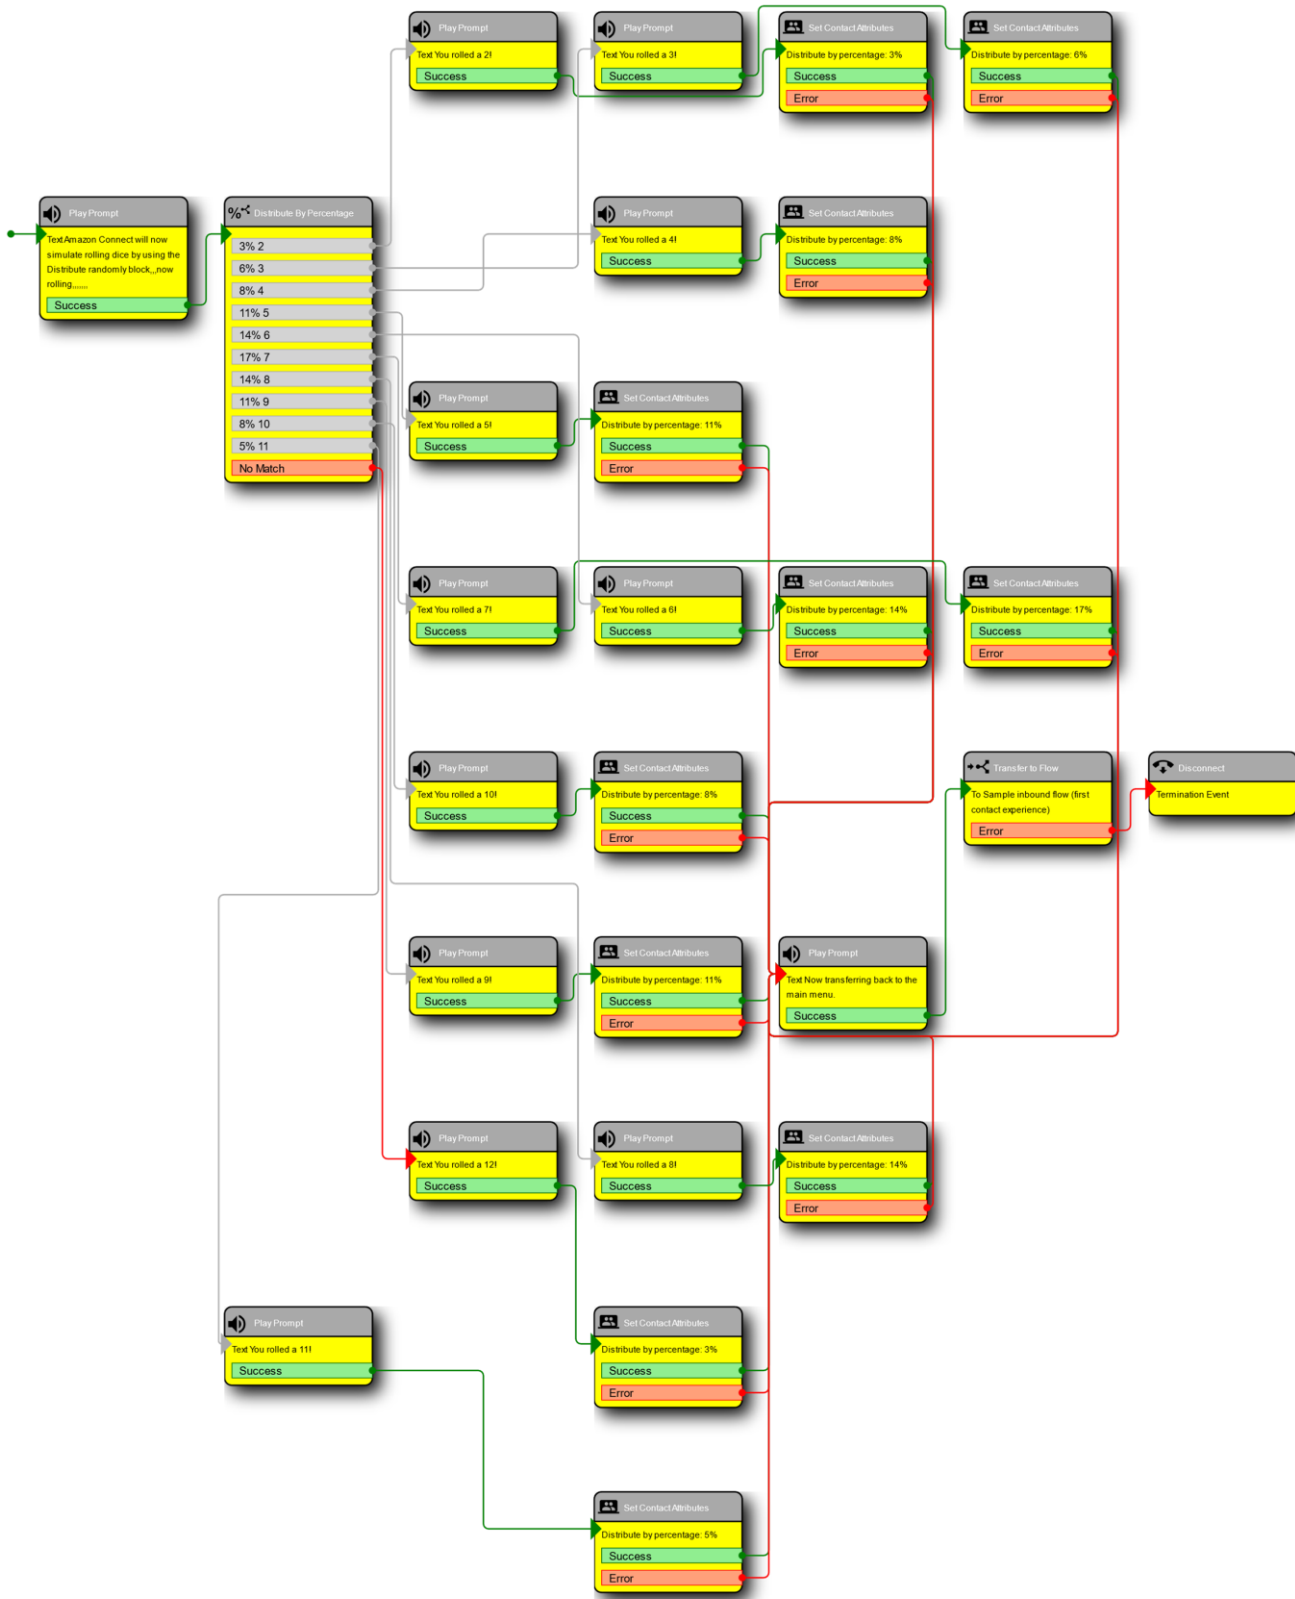 Play Prompt
Text You rolled a 2!
Success
Play Prompt
Text You rolled a 3!
Success
Set Contact Attributes
Distribute by percentage: 3%
Success
Error
Set Contact Attributes
Distribute by percentage: 6%
Success
Error
Play Prompt
Text Amazon Connect will now
simulate rolling dice by using the
Distribute randomly block,,,now
rolling,,,,,,,
Success
Distribute By Percentage
3% 2
6% 3
8% 4
11% 5
14% 6
17% 7
14% 8
11% 9
8% 10
5% 11
No Match
Play Prompt
Text You rolled a 4!
Success
Set Contact Attributes
Distribute by percentage: 8%
Success
Error
Play Prompt
Text You rolled a 5!
Success
Set Contact Attributes
Distribute by percentage: 11%
Success
Error
Play Prompt
Text You rolled a 7!
Success
Play Prompt
Text You rolled a 6!
Success
Set Contact Attributes
Distribute by percentage: 14%
Success
Error
Set Contact Attributes
Distribute by percentage: 17%
Success
Error
Play Prompt
Text You rolled a 10!
Success
Set Contact Attributes
Distribute by percentage: 8%
Success
Error
Transfer to Flow
To Sample inbound flow (first
contact experience)
Error
Disconnect
Termination Event
Play Prompt
Text You rolled a 9!
Success
Set Contact Attributes
Distribute by percentage: 11%
Success
Error
Play Prompt
Text Now transferring back to the
main menu.
Success
Play Prompt
Text You rolled a 12!
Success
Play Prompt
Text You rolled a 8!
Success
Set Contact Attributes
Distribute by percentage: 14%
Success
Error
Play Prompt
Text You rolled a 11!
Success
Set Contact Attributes
Distribute by percentage: 3%
Success
Error
Set Contact Attributes
Distribute by percentage: 5%
Success
Error